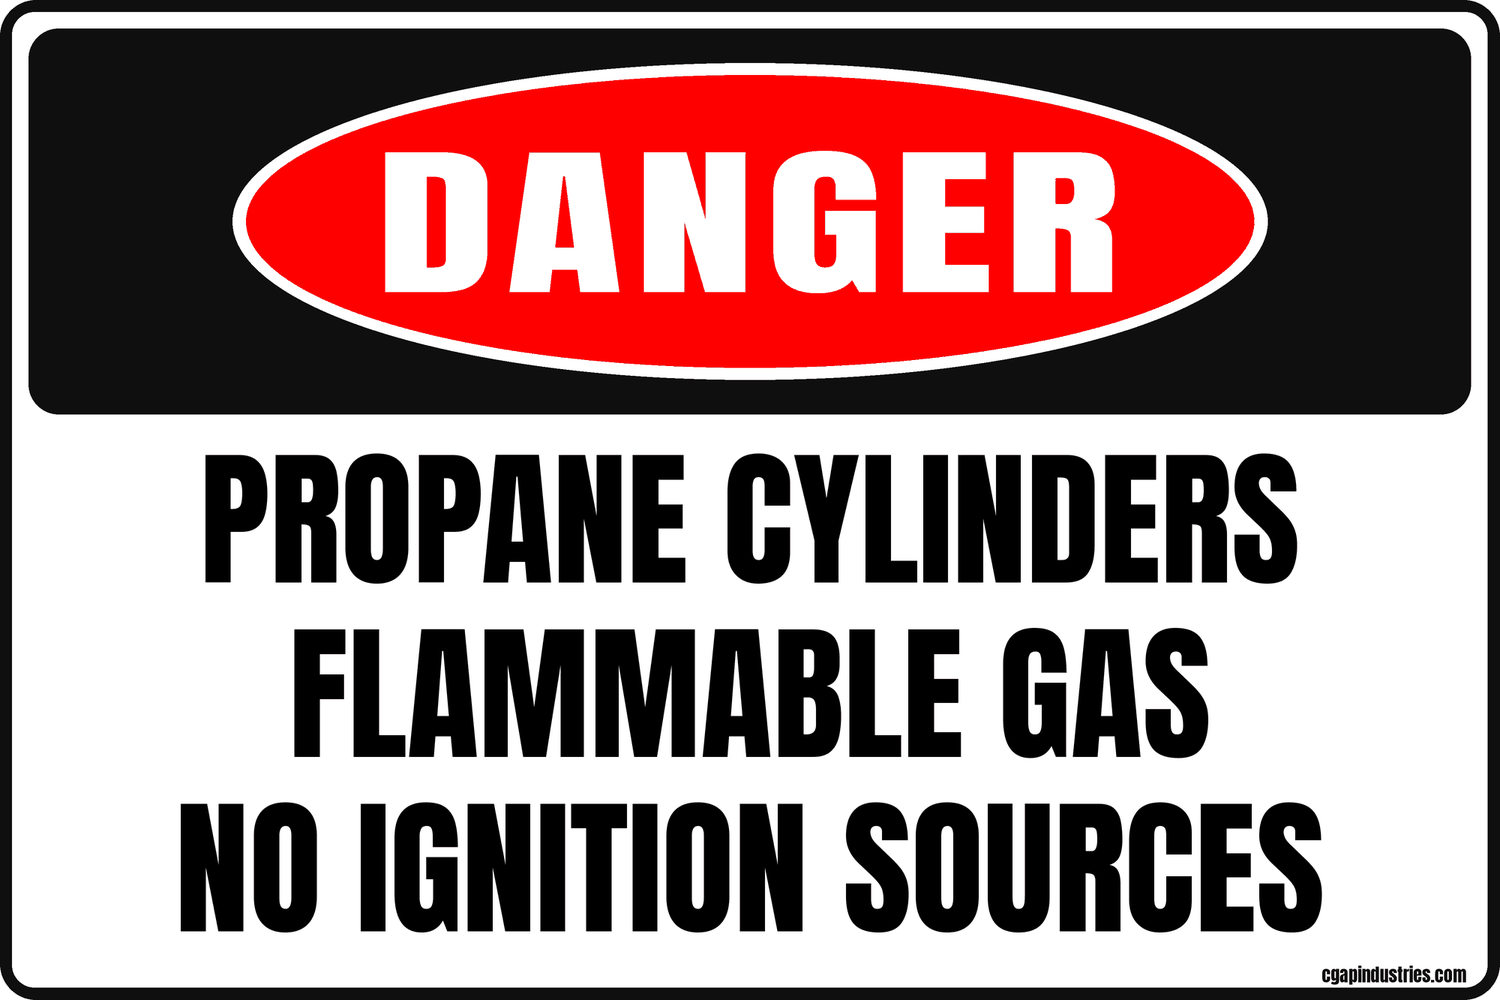 DANGER
PROPANE CYLINDERS
FLAMMABLE GAS
NO IGNITION SOURCES
cgapindustries.com